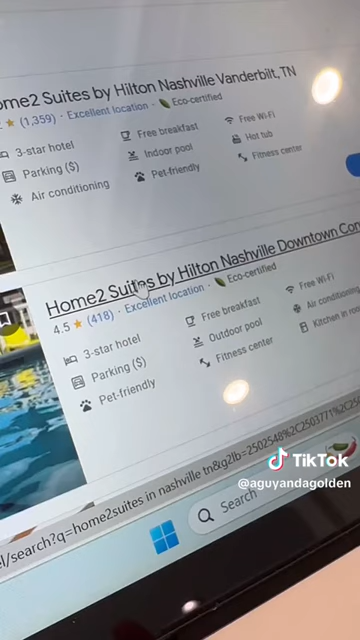 ome2 Suites by Hilton Nashville Vanderbilt, TN
(1,359) · Excellent location · Eco-certified
3-star hotel
Free breakfast
Free Wi-Fi
Parking ($)
Indoor pool
Hot tub
Air conditioning
Pet-friendly
Fitness center
Home2 Suites by Hilton Nashville Downtown Con
4.5 ★ (418) · Excellent location · Eco-certified
3-star hotel
Free breakfast
Free Wi-Fi
Parking ($)
Outdoor pool
Air conditioning
Pet-friendly
Fitness center
Kitchen in room
el/search?q=home2suites in nashville tn&g2lb=2502548%2C2503771%2C25
TikTok
@aguyandagolden
Search